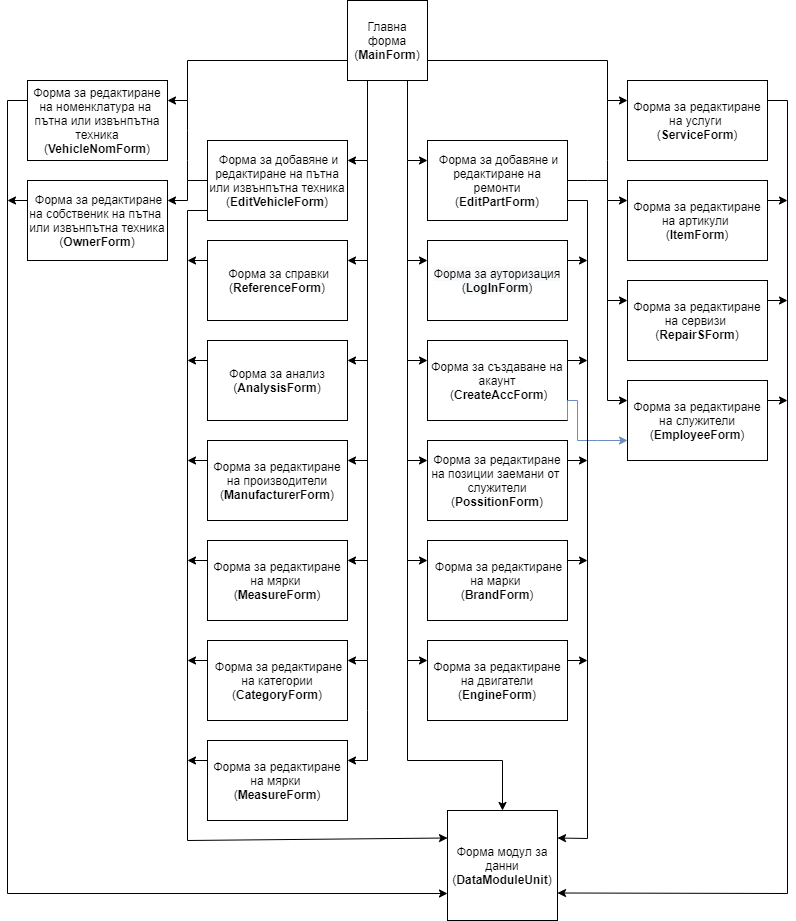 Главна
форма
(MainForm)
Форма за редактиране
на номенклатура на
пътна или извънпътна
техника
(VehicleNomForm)
Форма за редактиране
на собственик на пътна
или извънпътна техника
(OwnerForm)
Форма за добавяне и
редактиране на пътна
или извънпътна техника
(EditVehicleForm)
Форма за справки
(ReferenceForm)
Форма за анализ
(AnalysisForm)
Форма за редактиране
на производители
(ManufacturerForm)
Форма за редактиране
на мярки
(MeasureForm)
Форма за редактиране
на категории
(CategoryForm)
Форма за редактиране
на мярки
(MeasureForm)
Форма за добавяне и
редактиране на
ремонти
(EditPartForm)
Форма за ауторизация
(LogInForm)
Форма за създаване на
акаунт
(CreateAccForm)
Форма за редактиране
на позиции заемани от
служители
(PossitionForm)
Форма за редактиране
на марки
(BrandForm)
Форма за редактиране
на двигатели
(EngineForm)
Форма за редактиране
на услуги
(ServiceForm)
Форма за редактиране
на артикули
(ItemForm)
Форма за редактиране
на сервизи
(RepairSForm)
Форма за редактиране
на служители
(EmployeeForm)
Форма модул за
данни
(DataModuleUnit)